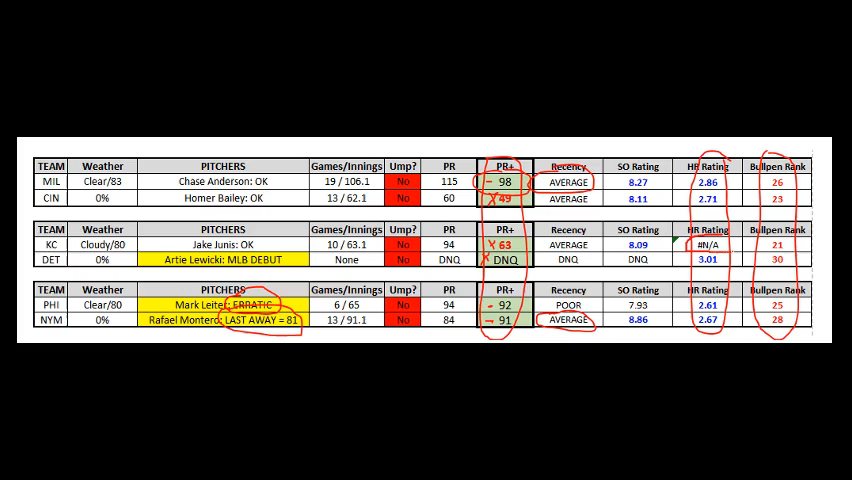 TEAM Weather PITCHERS Games/Innings Ump? PR PR+ Recency SO Rating HR Rating Bullpen Rank
MIL Clear/83 Chase Anderson: OK 19 / 106.1 No 115 98 AVERAGE 8.27 2.86 26
CIN 0% Homer Bailey: OK 13 / 62.1 No 60 49 AVERAGE 8.11 2.71 23
TEAM Weather PITCHERS Games/Innings Ump? PR PR+ Recency SO Rating HR Rating Bullpen Rank
KC Cloudy/80 Jake Junis: OK 10 / 63.1 No 94 63 AVERAGE 8.09 #N/A 21
DET 0% Artie Lewicki: MLB DEBUT None No DNQ DNQ DNQ DNQ 3.01 30
TEAM Weather PITCHERS Games/Innings Ump? PR PR+ Recency SO Rating HR Rating Bullpen Rank
PHI Clear/80 Mark Leiter: ERRATIC 6 / 65 No 94 92 POOR 7.93 2.61 25
NYM 0% Rafael Montero: LAST AWAY = 81 13 / 91.1 No 84 91 AVERAGE 8.86 2.67 28